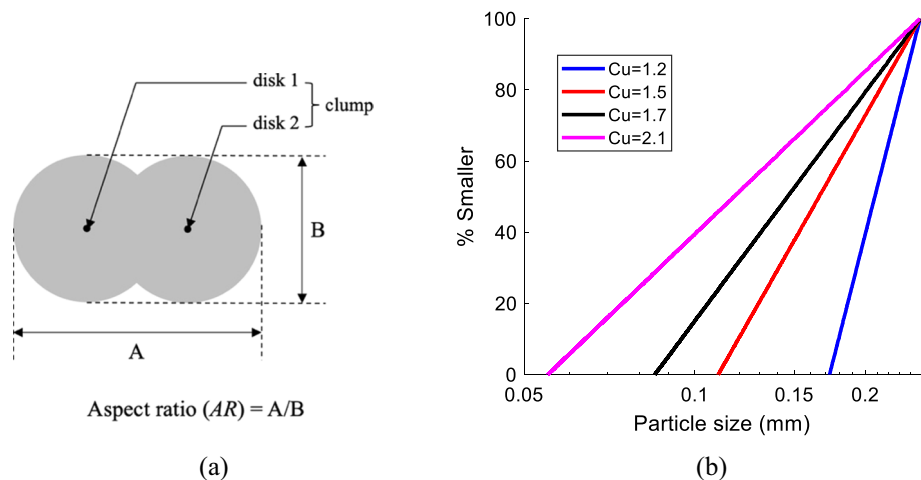 disk 1
clump
disk 2
B
A
Aspect ratio (AR) = A/B
(a)
100
80
60
40
20
0
% Smaller
Cu=1.2
Cu=1.5
Cu=1.7
Cu=2.1
0.05
0.1
0.15
0.2
Particle size (mm)
(b)